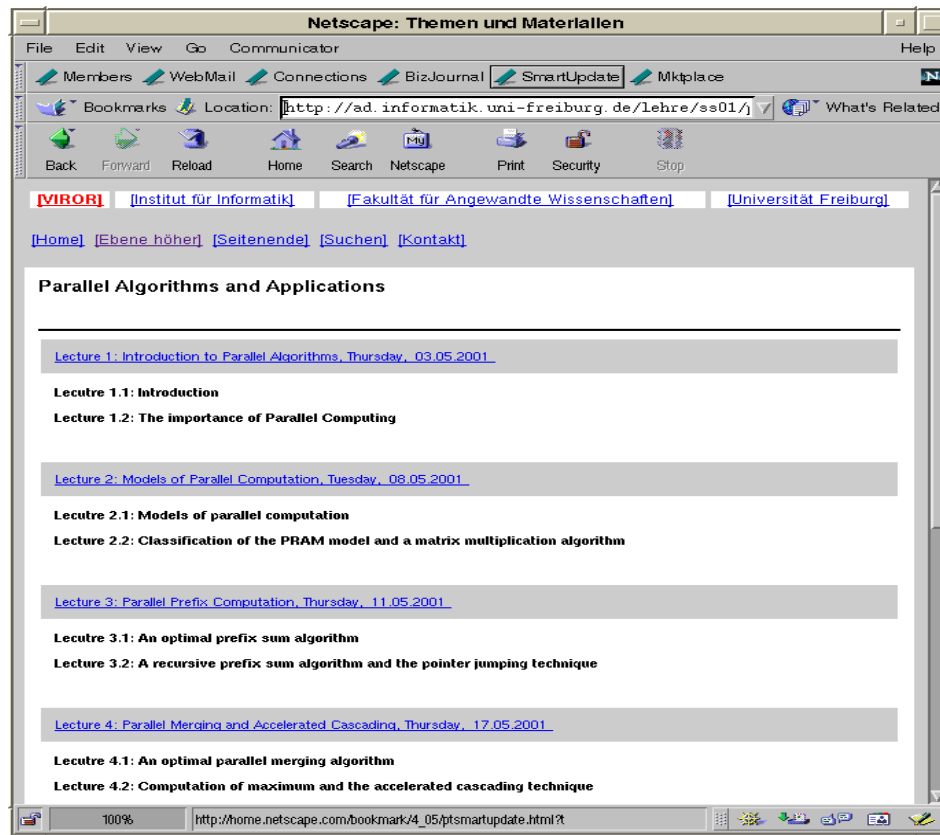 Netscape: Themen und Materialien
File Edit View Go Communicator Help
Members WebMail Connections BizJournal SmartUpdate Mktplace N
Bookmarks Location: http://ad.informatik.uni-freiburg.de/lehre/ss01/ What's Related
My
Back Forward Reload Home Search Netscape Print Security Stop
[VIROR] [Institut für Informatik] [Fakultät für Angewandte Wissenschaften] [Universität Freiburg]
[Home] [Ebene höher] [Seitenende] [Suchen] [Kontakt]
Parallel Algorithms and Applications
Lecture 1: Introduction to Parallel Algorithms, Thursday, 03.05.2001
Lecutre 1.1: Introduction
Lecture 1.2: The importance of Parallel Computing
Lecture 2: Models of Parallel Computation, Tuesday, 08.05.2001
Lecutre 2.1: Models of parallel computation
Lecture 2.2: Classification of the PRAM model and a matrix multiplication algorithm
Lecture 3: Parallel Prefix Computation, Thursday, 11.05.2001
Lecutre 3.1: An optimal prefix sum algorithm
Lecture 3.2: A recursive prefix sum algorithm and the pointer jumping technique
Lecture 4: Parallel Merging and Accelerated Cascading, Thursday, 17.05.2001
Lecutre 4.1: An optimal parallel merging algorithm
Lecture 4.2: Computation of maximum and the accelerated cascading technique
100% http://home.netscape.com/bookmark/4_05/ptsmartupdate.html?t